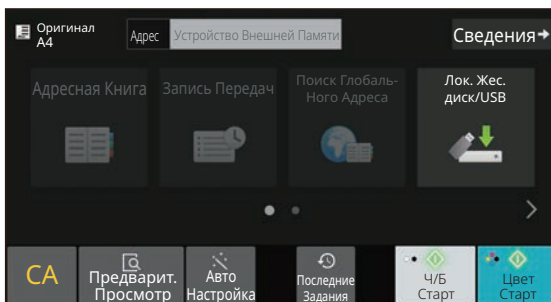 Оригинал
A4
Адрес
Устройство Внешней Памяти
Сведения
Адресная Книга
Запись Передач
Поиск Глобаль-
Ного Адреса
Лок. Жес.
диск/USB
CA
Предварит.
Просмотр
Авто
Настройка
Последние
Задания
Ч/Б
Старт
Цвет
Старт